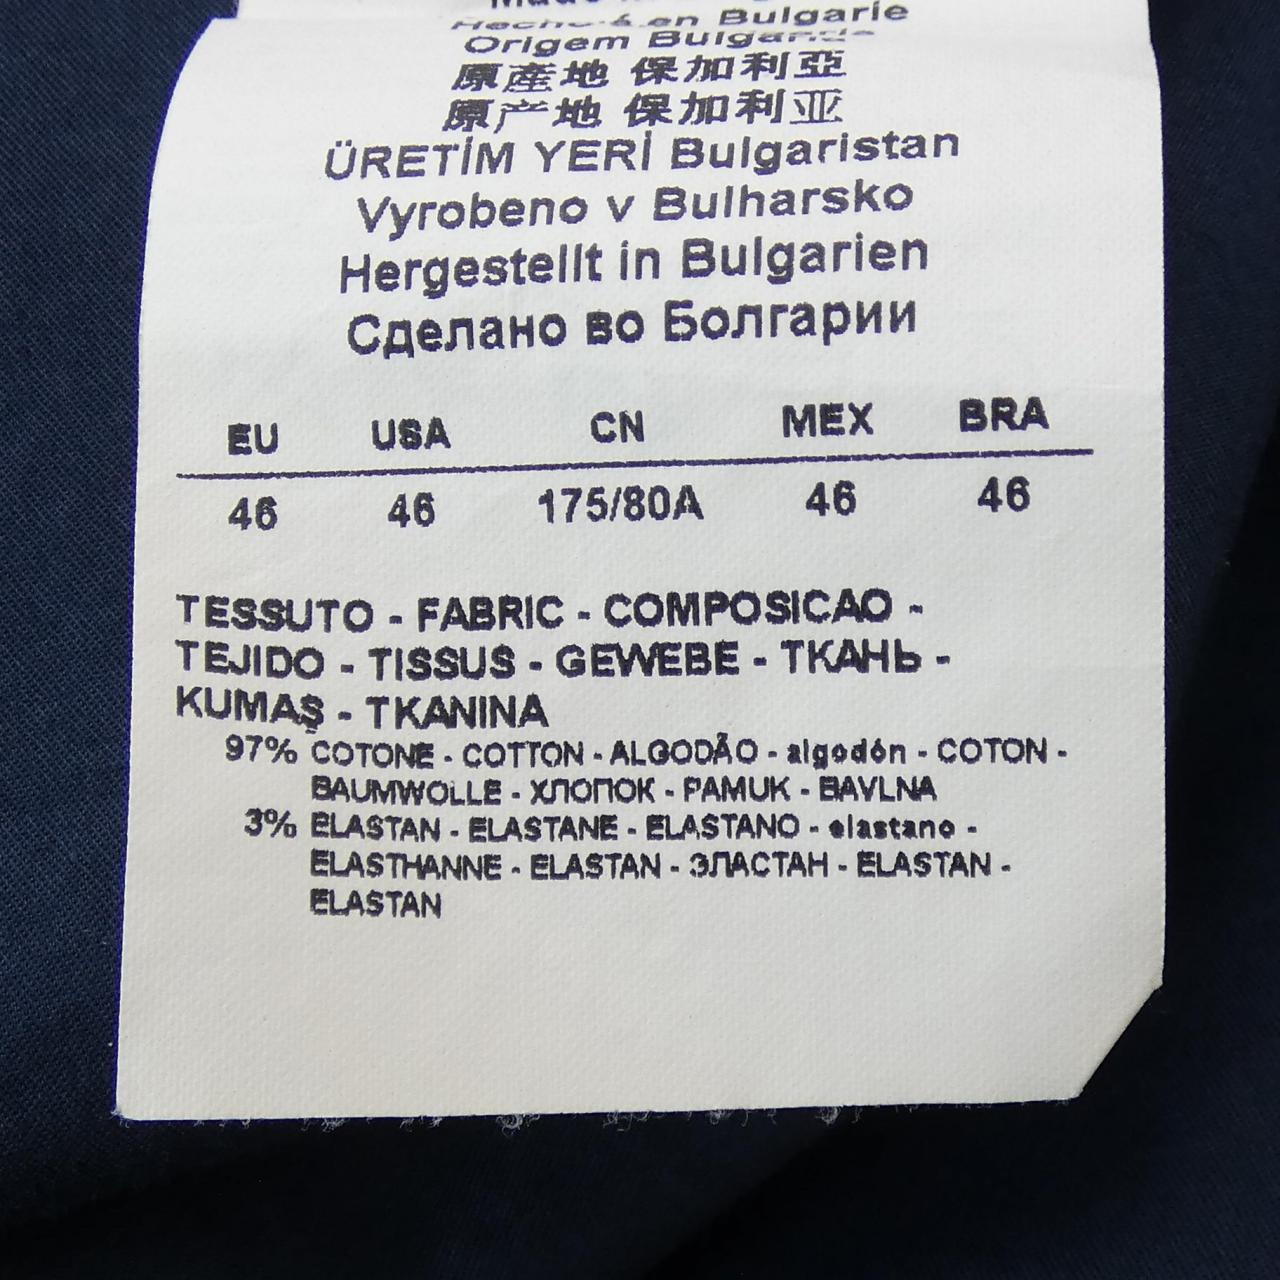 Hecho en Bulgarie
Origem Bulgarie
原產地 保加利亞
原产地 保加利亚
ÜRETİM YERİ Bulgaristan
Vyrobeno v Bulharsko
Hergestellt in Bulgarien
Сделано во Болгарии
EU USA CN MEX BRA
46 46 175/80A 46 46
TESSUTO - FABRIC - COMPOSICAO -
TEJIDO - TISSUS - GEWEBE - ТКАНЬ -
KUMAŞ - TKANINA
97% COTONE - COTTON - ALGODÃO - algodón - COTON -
BAUMWOLLE - ХЛОПОК - PAMUK - BAVLNA
3% ELASTAN - ELASTANE - ELASTANO - elastano -
ELASTHANNE - ELASTAN - ЭЛАСТАН - ELASTAN -
ELASTAN